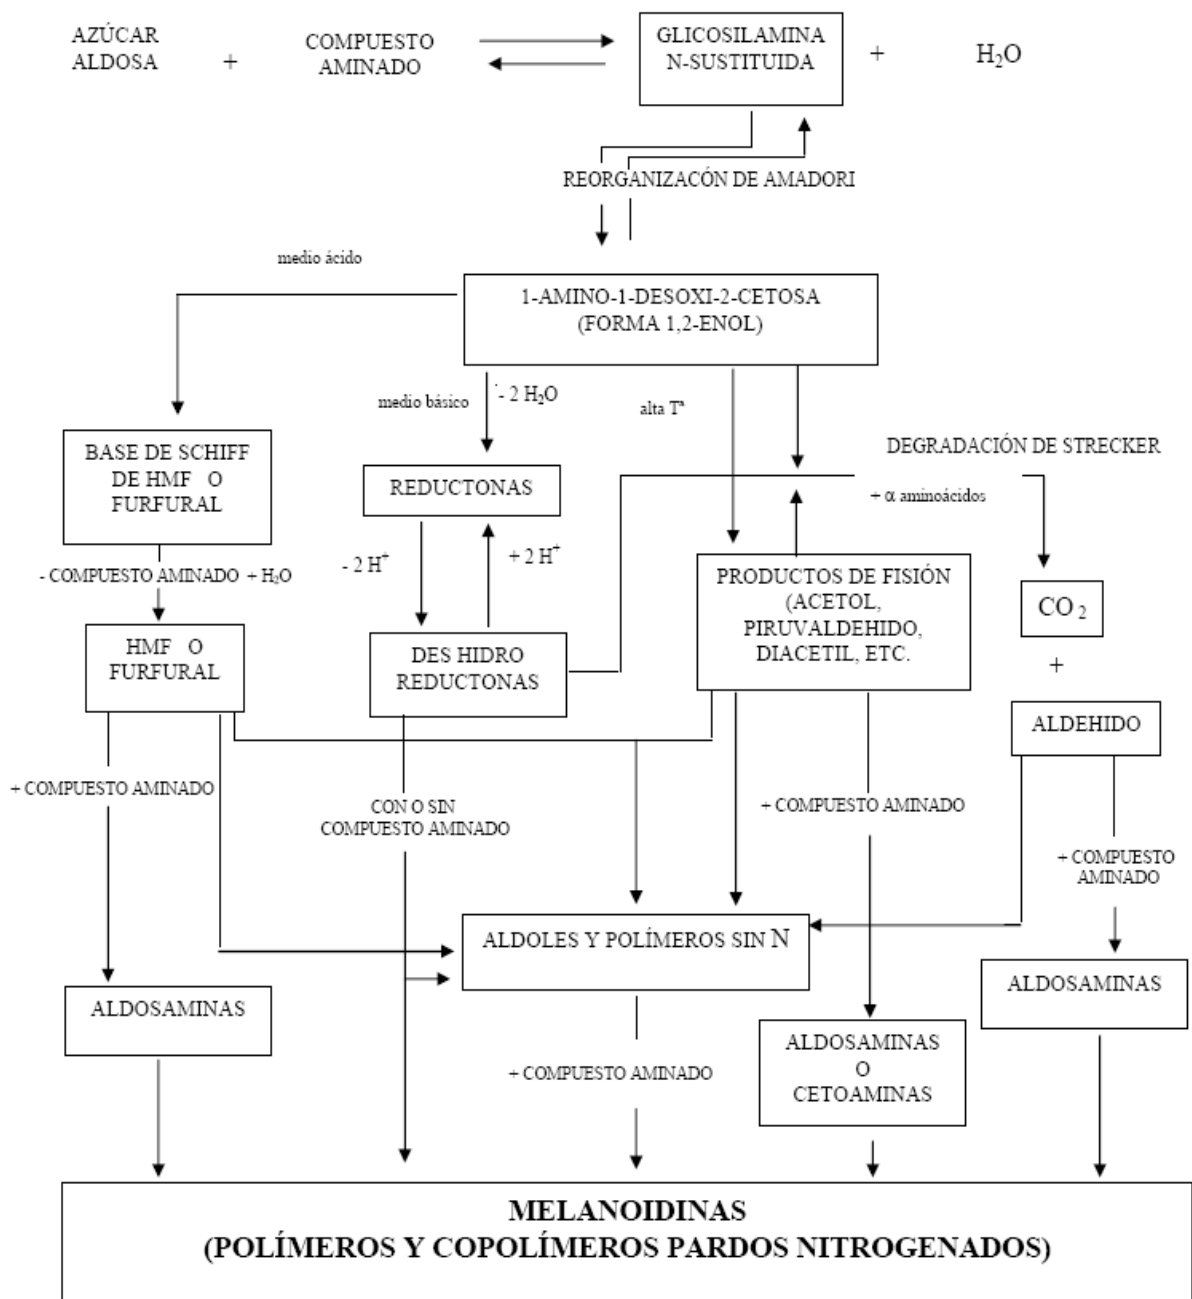 AZÚCAR
ALDOSA
+
COMPUESTO
AMINADO
GLICOSILAMINA
N-SUSTITUIDA
+
H₂O
REORGANIZACÓN DE AMADORI
medio ácido
1-AMINO-1-DESOXI-2-CETOSA
(FORMA 1,2-ENOL)
medio básico
- 2 H₂O
alta Tª
DEGRADACIÓN DE STRECKER
+ α aminoácidos
BASE DE SCHIFF
DE HMF O
FURFURAL
REDUCTONAS
- 2 H⁺
+ 2 H⁺
- COMPUESTO AMINADO + H₂O
PRODUCTOS DE FISIÓN
(ACETOL,
PIRUVALDEHIDO,
DIACETIL, ETC.
CO₂
+
HMF O
FURFURAL
DES HIDRO
REDUCTONAS
ALDEHIDO
+ COMPUESTO AMINADO
CON O SIN
COMPUESTO AMINADO
+ COMPUESTO AMINADO
+ COMPUESTO
AMINADO
ALDOLES Y POLÍMEROS SIN N
ALDOSAMINAS
ALDOSAMINAS
+ COMPUESTO AMINADO
ALDOSAMINAS
O
CETOAMINAS
MELANOIDINAS
(POLÍMEROS Y COPOLÍMEROS PARDOS NITROGENADOS)